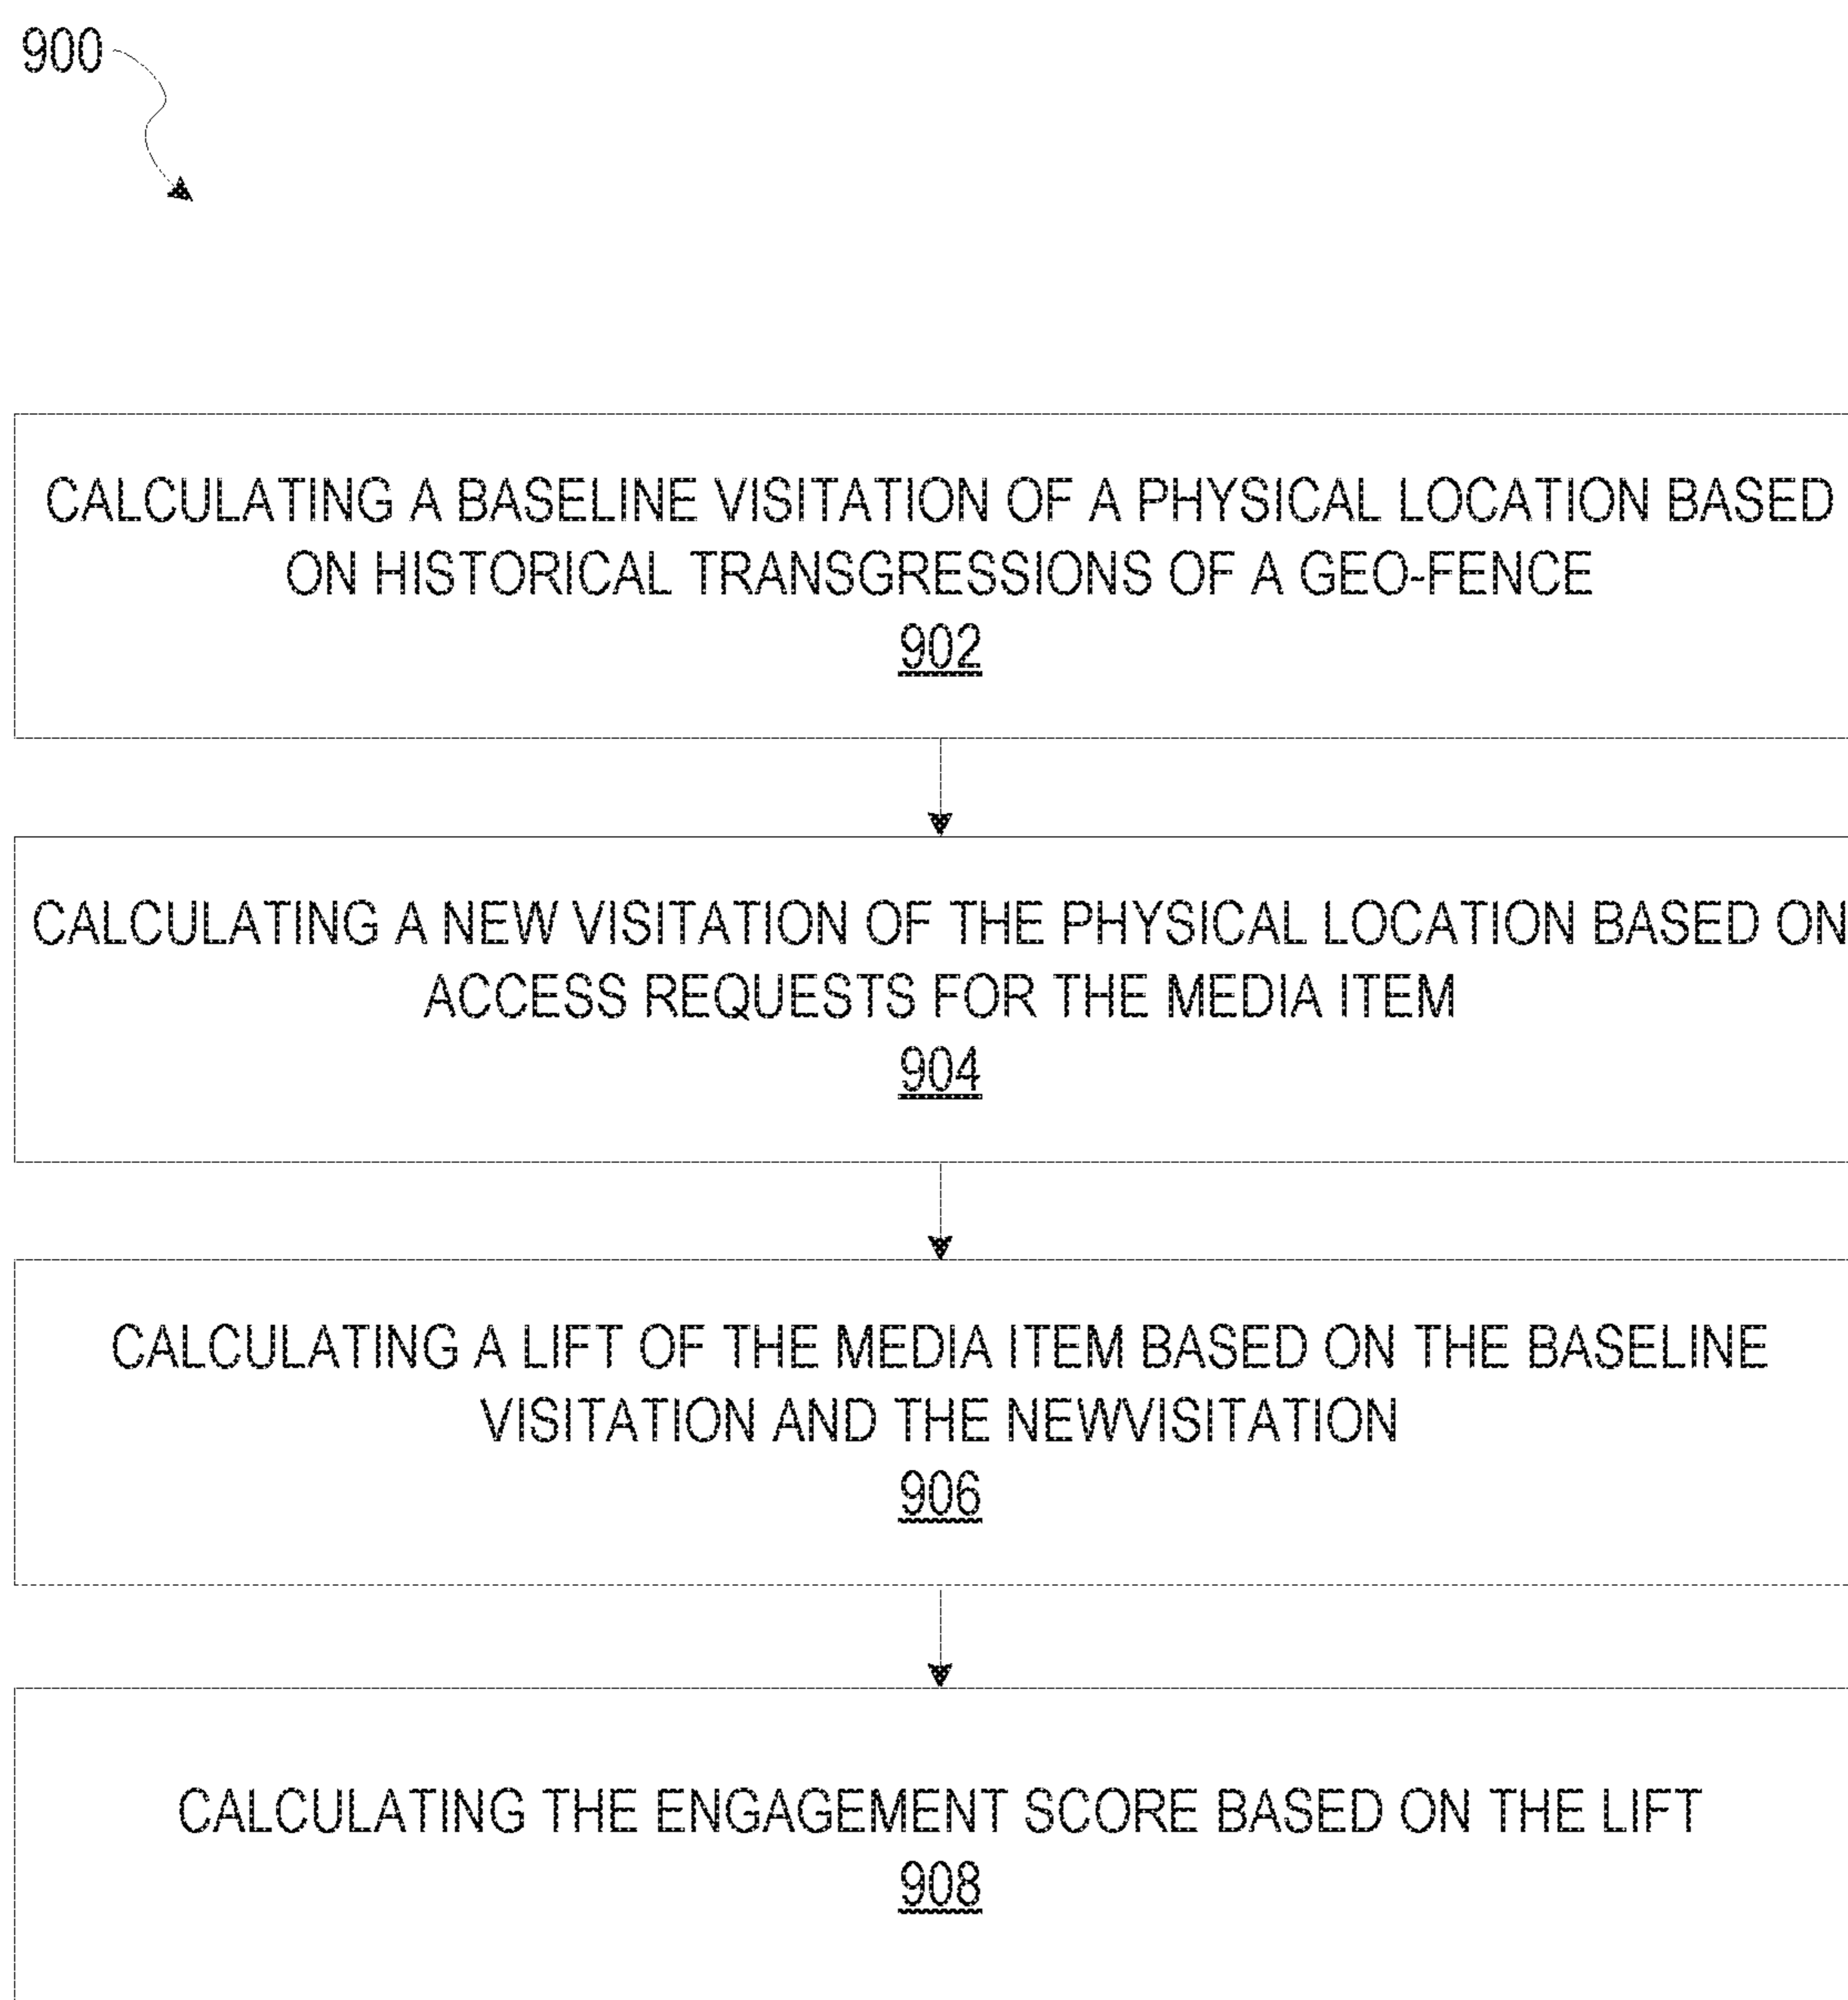 900
CALCULATING A BASELINE VISITATION OF A PHYSICAL LOCATION BASED
ON HISTORICAL TRANSGRESSIONS OF A GEO-FENCE
902
CALCULATING A NEW VISITATION OF THE PHYSICAL LOCATION BASED ON
ACCESS REQUESTS FOR THE MEDIA ITEM
904
CALCULATING A LIFT OF THE MEDIA ITEM BASED ON THE BASELINE
VISITATION AND THE NEWVISITATION
906
CALCULATING THE ENGAGEMENT SCORE BASED ON THE LIFT
908